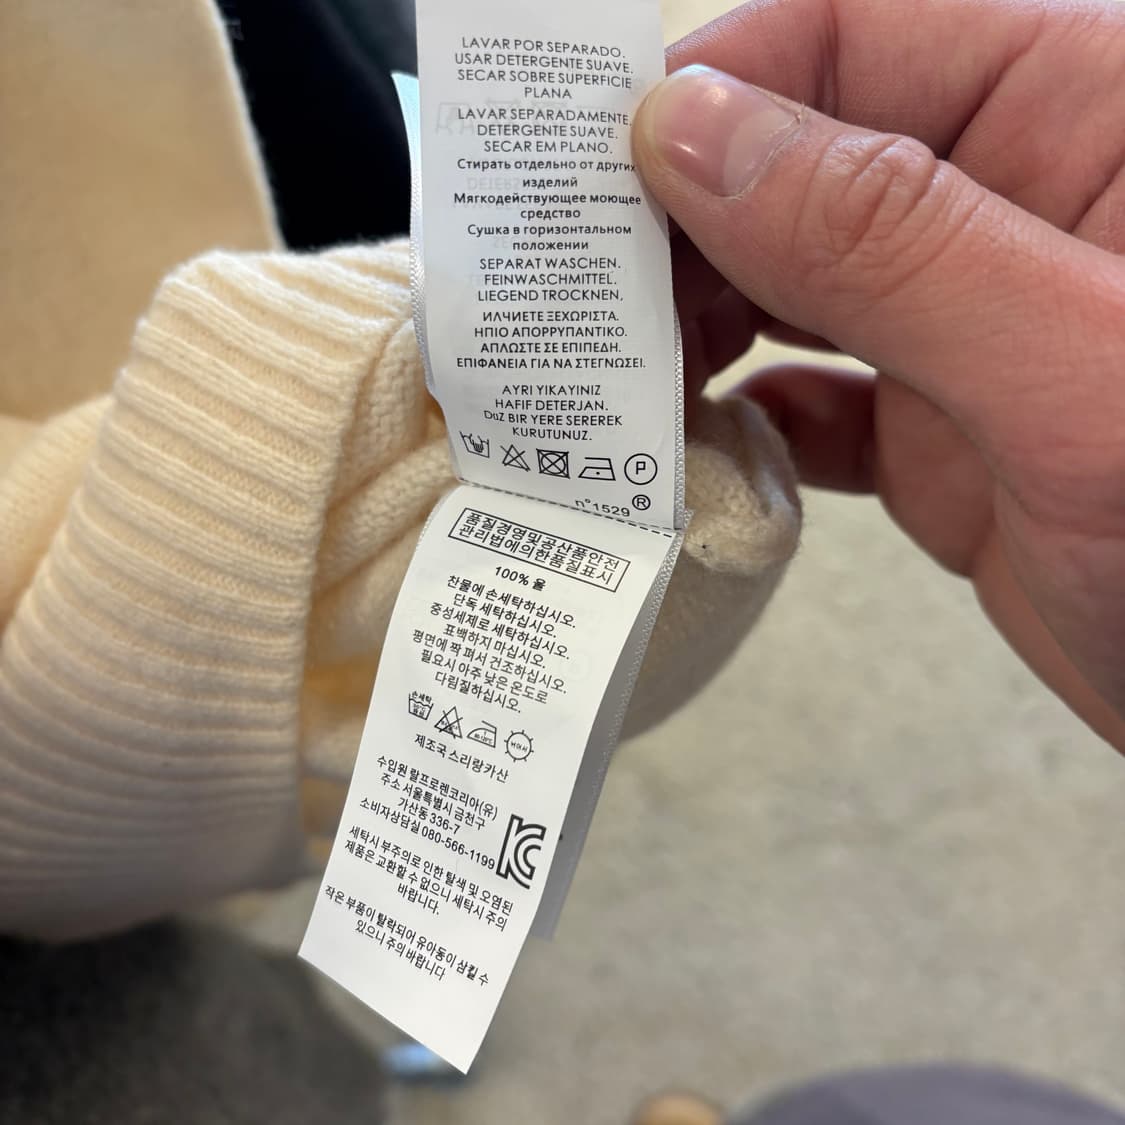 LAVAR POR SEPARADO.
USAR DETERGENTE SUAVE.
SECAR SOBRE SUPERFICIE
PLANA
LAVAR SEPARADAMENTE.
DETERGENTE SUAVE.
SECAR EM PLANO.
Стирать отдельно от других
изделий
Мягкодействующее моющее
средство
Сушка в горизонтальном
положении
SEPARAT WASCHEN.
FEINWASCHMITTEL.
LIEGEND TROCKNEN.
ΠΛΧΙΕΤΕ ΞΕΧΩΡΙΣΤΑ.
ΗΠΙΟ ΑΠΟΡΡΥΠΑΝΤΙΚΟ.
ΑΠΛΩΣΤΕ ΣΕ ΕΠΙΠΕΔΗ.
ΕΠΙΦΑΝΕΙΑ ΓΙΑ ΝΑ ΣΤΕΓΝΩΣΕΙ.
AYRI YIKAYINIZ
HAFIF DETERJAN.
DÜZ BIR YERE SEREREK
KURUTUNUZ.
P
n°1529 ®
품질경영및공산품안전
관리법에의한품질표시
100% 울
찬물에 손세탁하십시오.
단독 세탁하십시오.
중성세제로 세탁하십시오.
표백하지 마십시오.
평면에 쫙 펴서 건조하십시오.
필요시 아주 낮은 온도로
다림질하십시오.
손세탁
제조국 스리랑카산
수입원 랄프로렌코리아(유)
주소 서울특별시 금천구
가산동 336-7
소비자상담실 080-566-1199
세탁시 부주의로 인한 탈색 및 오염된
제품은 교환할 수 없으니 세탁시 주의
바랍니다.
작은 부품이 탈락되어 유아동이 삼킬 수
있으니 주의 바랍니다